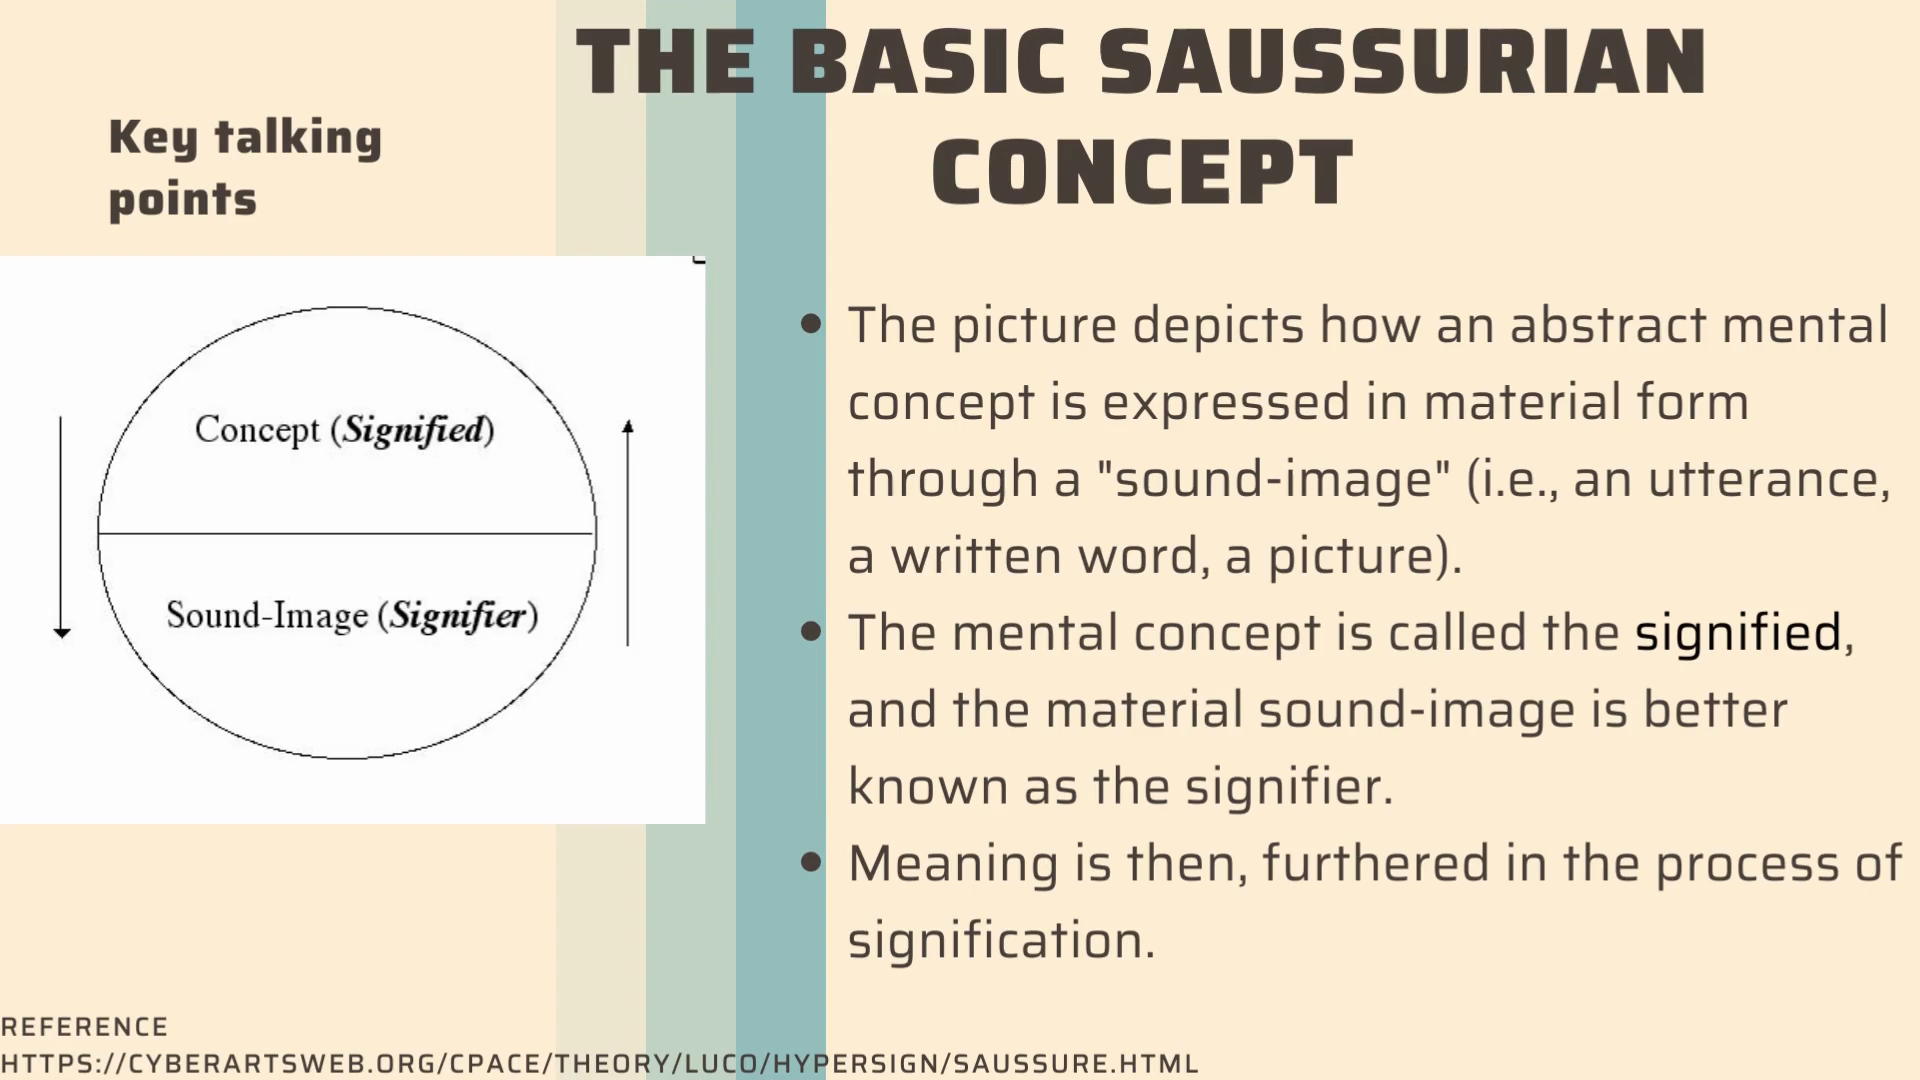 THE BASIC SAUSSURIAN
CONCEPT
Key talking
points
Concept (Signified)
Sound-Image (Signifier)
• The picture depicts how an abstract mental
concept is expressed in material form
through a "sound-image" (i.e., an utterance,
a written word, a picture).
• The mental concept is called the signified,
and the material sound-image is better
known as the signifier.
• Meaning is then, furthered in the process of
signification.
REFERENCE
HTTPS://CYBERARTSWEB.ORG/CPACE/THEORY/LUCO/HYPERSIGN/SAUSSURE.HTML